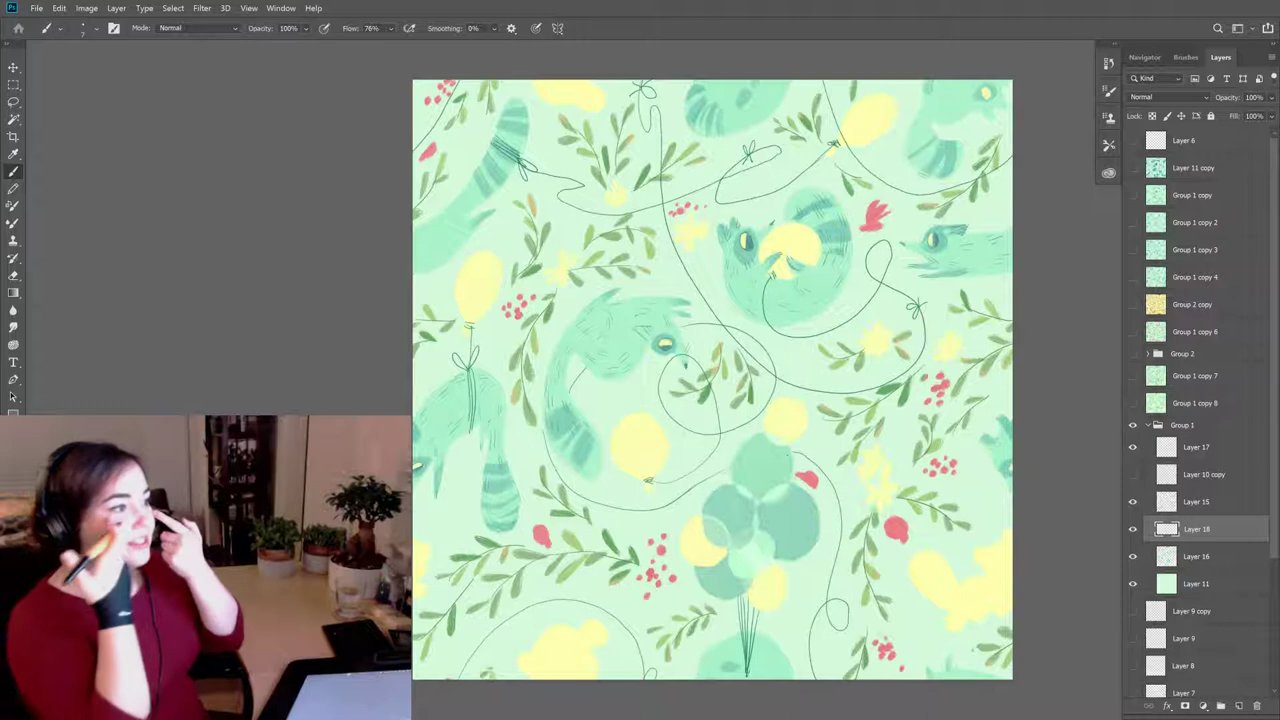 Ps File Edit Image Layer Type Select Filter 3D View Window Help
7 Mode: Normal Opacity: 100% Flow: 76% Smoothing: 0%
Navigator Brushes Layers
Kind
Normal Opacity: 100%
Lock: Fill: 100%
Layer 6
Layer 11 copy
Group 1 copy
Group 1 copy 2
Group 1 copy 3
Group 1 copy 4
Group 2 copy
Group 1 copy 6
Group 2
Group 1 copy 7
Group 1 copy 8
Group 1
Layer 17
Layer 10 copy
Layer 15
Layer 18
Layer 16
Layer 11
Layer 9 copy
Layer 9
Layer 8
Layer 7
fx